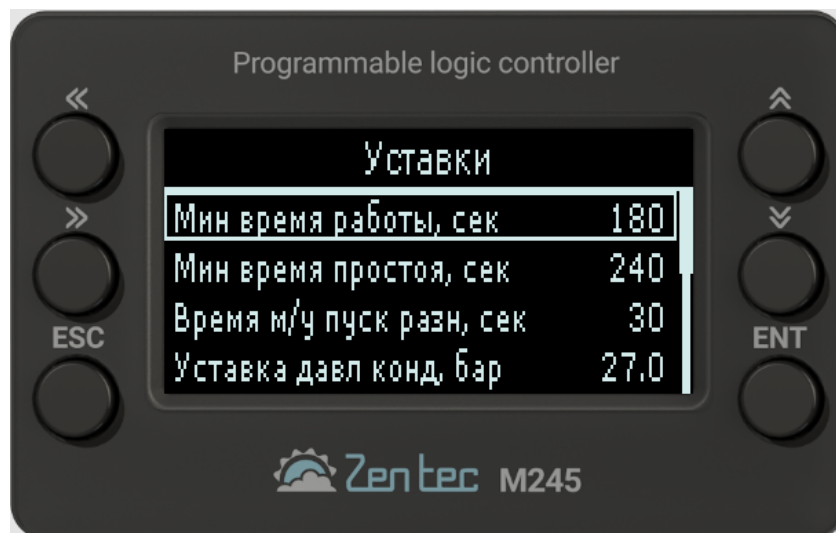 Programmable logic controller
Уставки
Мин время работы, сек 180
Мин время простоя, сек 240
Время м/у пуск разн, сек 30
Уставка давл конд, бар 27.0
ESC
ENT
Zentec M245